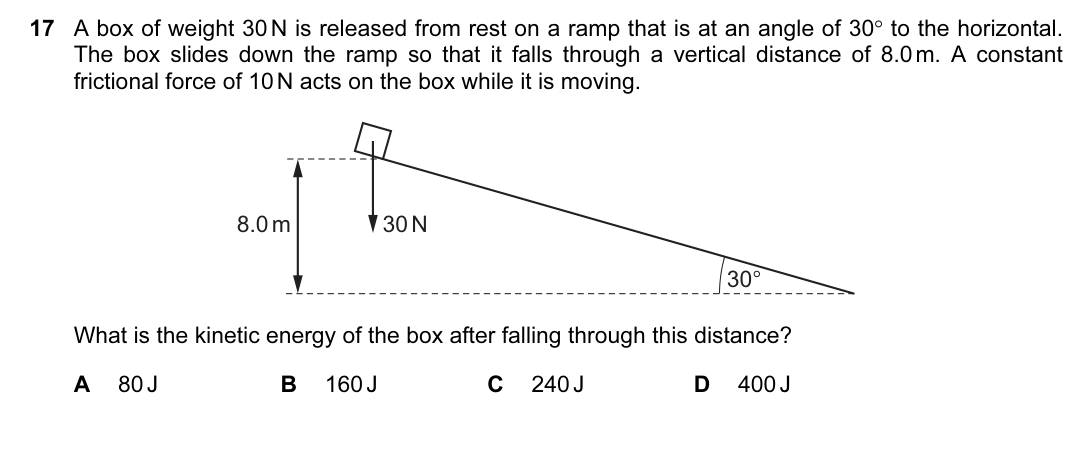 17 A box of weight 30 N is released from rest on a ramp that is at an angle of 30° to the horizontal.
The box slides down the ramp so that it falls through a vertical distance of 8.0 m. A constant
frictional force of 10 N acts on the box while it is moving.
8.0 m
30 N
30°
What is the kinetic energy of the box after falling through this distance?
A 80 J B 160 J C 240 J D 400 J